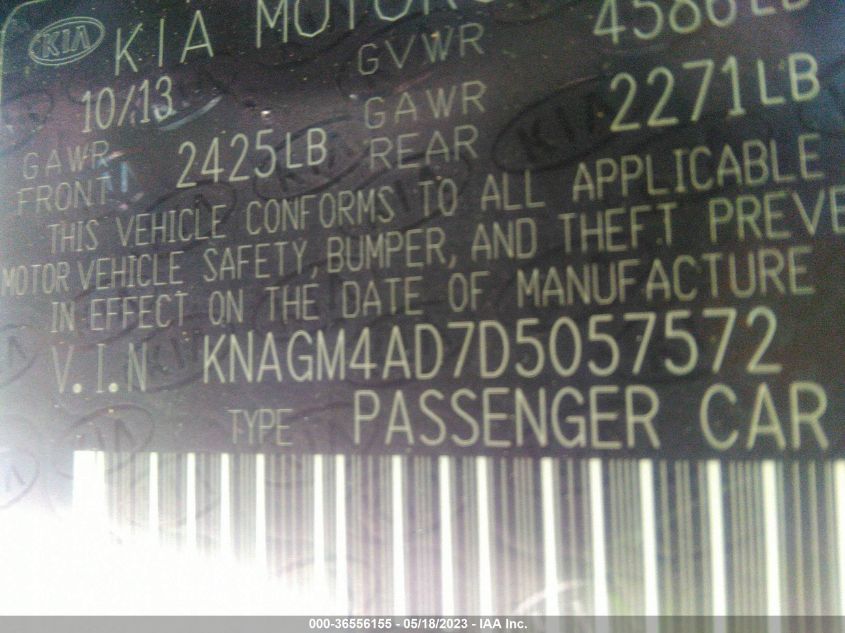 KIA KIA MOTORS
10/13 GVWR 4586LB
GAWR FRONT 2425LB GAWR REAR 2271LB
THIS VEHICLE CONFORMS TO ALL APPLICABLE
MOTOR VEHICLE SAFETY, BUMPER, AND THEFT PREVE
IN EFFECT ON THE DATE OF MANUFACTURE
V.I.N KNAGM4AD7D5057572
TYPE PASSENGER CAR
000-36556155 - 05/18/2023 - IAA Inc.